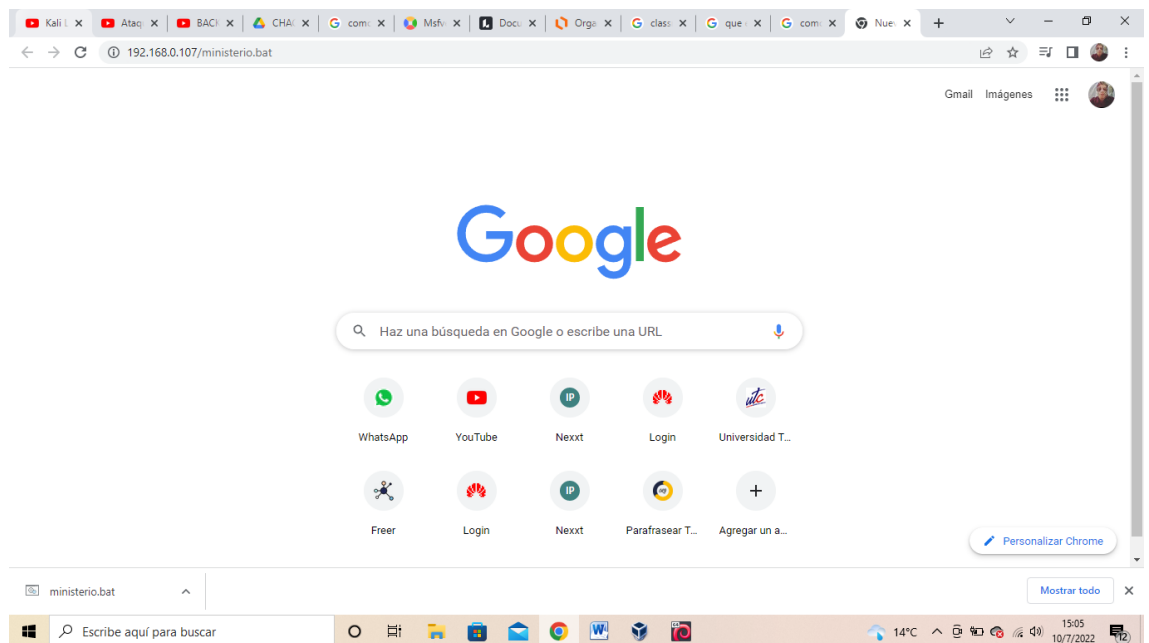 Kali L Ataq BACK CHAC com Msfv Docu Orga class que com Nuev
192.168.0.107/ministerio.bat
Gmail Imágenes
Google
Haz una búsqueda en Google o escribe una URL
WhatsApp YouTube Nexxt Login Universidad T...
Freer Login Nexxt Parafrasear T... Agregar un a...
Personalizar Chrome
ministerio.bat Mostrar todo
Escribe aquí para buscar 14°C 15:05
10/7/2022